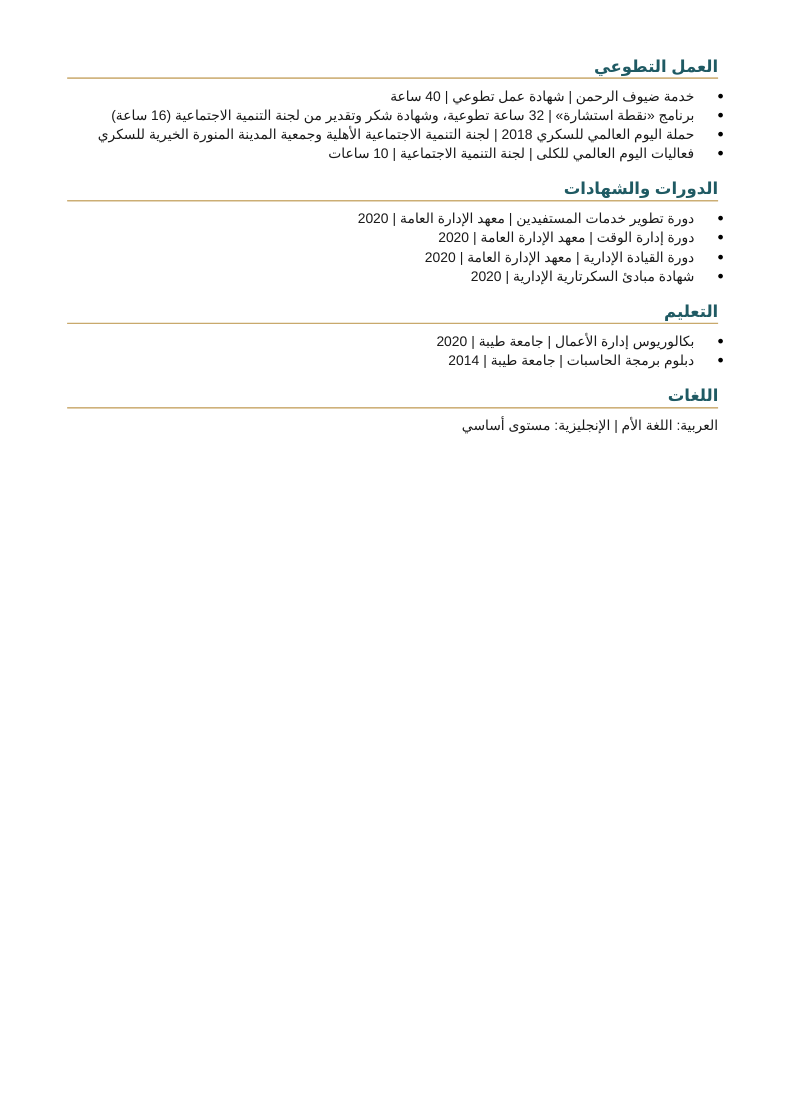 العمل التطوعي
• خدمة ضيوف الرحمن | شهادة عمل تطوعي | 40 ساعة
• برنامج «نقطة استشارة» | 32 ساعة تطوعية، وشهادة شكر وتقدير من لجنة التنمية الاجتماعية (16 ساعة)
• حملة اليوم العالمي للسكري 2018 | لجنة التنمية الاجتماعية الأهلية وجمعية المدينة المنورة الخيرية للسكري
• فعاليات اليوم العالمي للكلى | لجنة التنمية الاجتماعية | 10 ساعات
الدورات والشهادات
• دورة تطوير خدمات المستفيدين | معهد الإدارة العامة | 2020
• دورة إدارة الوقت | معهد الإدارة العامة | 2020
• دورة القيادة الإدارية | معهد الإدارة العامة | 2020
• شهادة مبادئ السكرتارية الإدارية | 2020
التعليم
• بكالوريوس إدارة الأعمال | جامعة طيبة | 2020
• دبلوم برمجة الحاسبات | جامعة طيبة | 2014
اللغات
العربية: اللغة الأم | الإنجليزية: مستوى أساسي